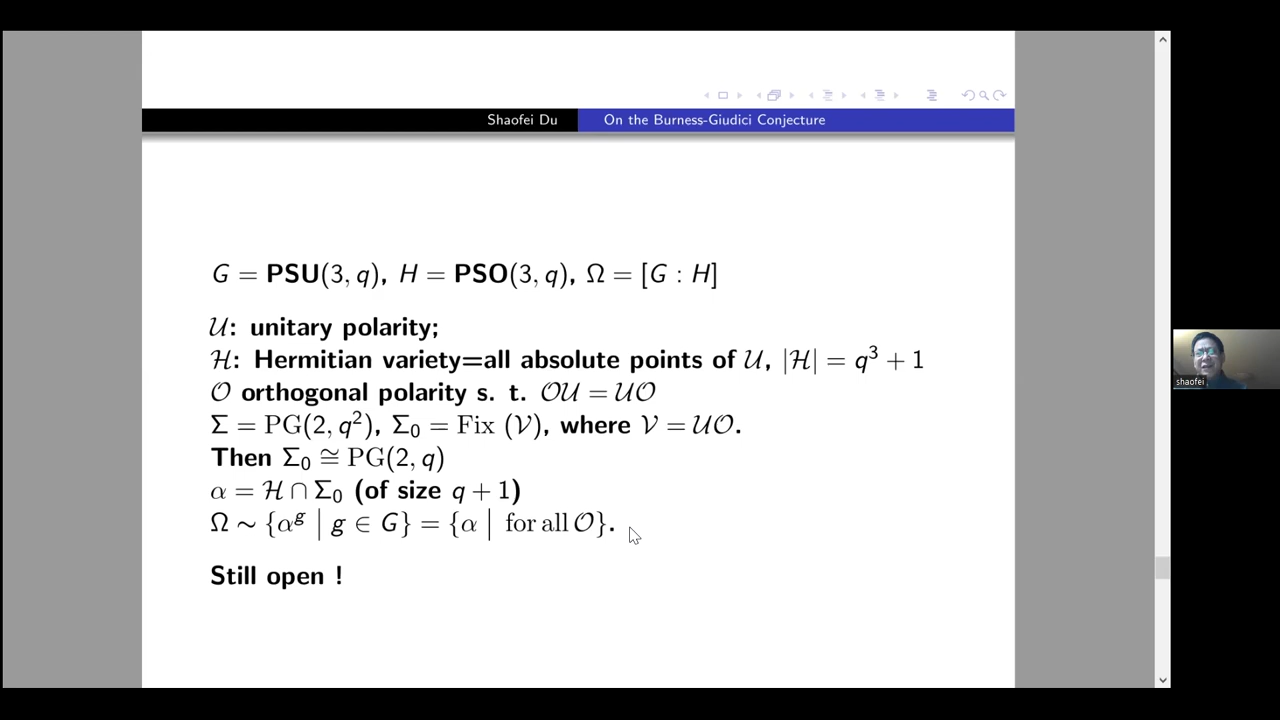 Shaofei Du On the Burness-Giudici Conjecture
G = PSU(3, q), H = PSO(3, q), Ω = [G : H]
𝒰: unitary polarity;
ℋ: Hermitian variety=all absolute points of 𝒰, |ℋ| = q³ + 1
𝒪 orthogonal polarity s. t. 𝒪𝒰 = 𝒰𝒪
Σ = PG(2, q²), Σ₀ = Fix (𝒱), where 𝒱 = 𝒰𝒪.
Then Σ₀ ≅ PG(2, q)
α = ℋ ∩ Σ₀ (of size q + 1)
Ω ∼ {αᵍ | g ∈ G} = {α | for all 𝒪}.
Still open !
shaofei